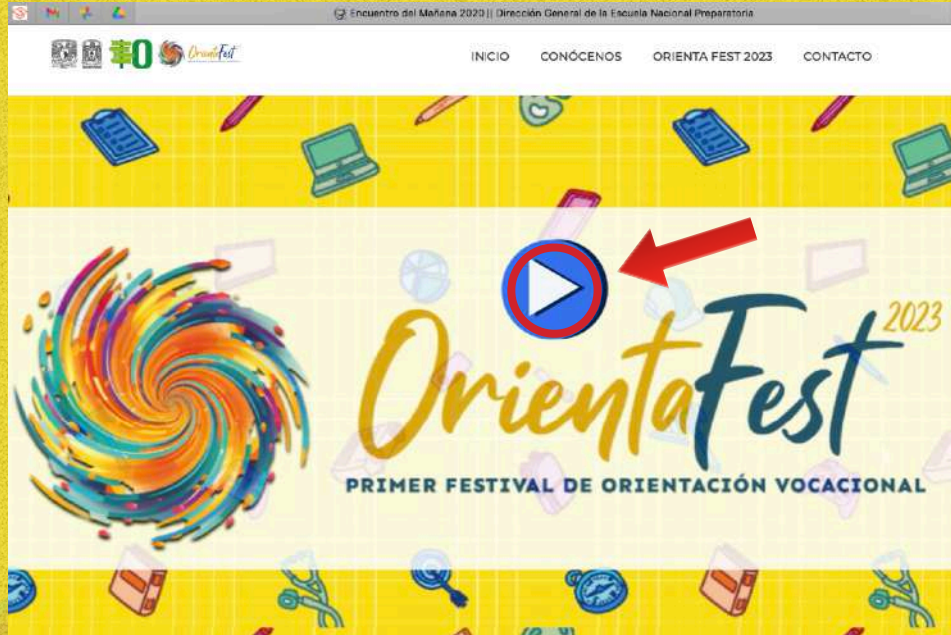 Encuentro del Mañana 2020 || Dirección General de la Escuela Nacional Preparatoria
OrientaFest
INICIO CONÓCENOS ORIENTA FEST 2023 CONTACTO
OrientaFest 2023
PRIMER FESTIVAL DE ORIENTACIÓN VOCACIONAL